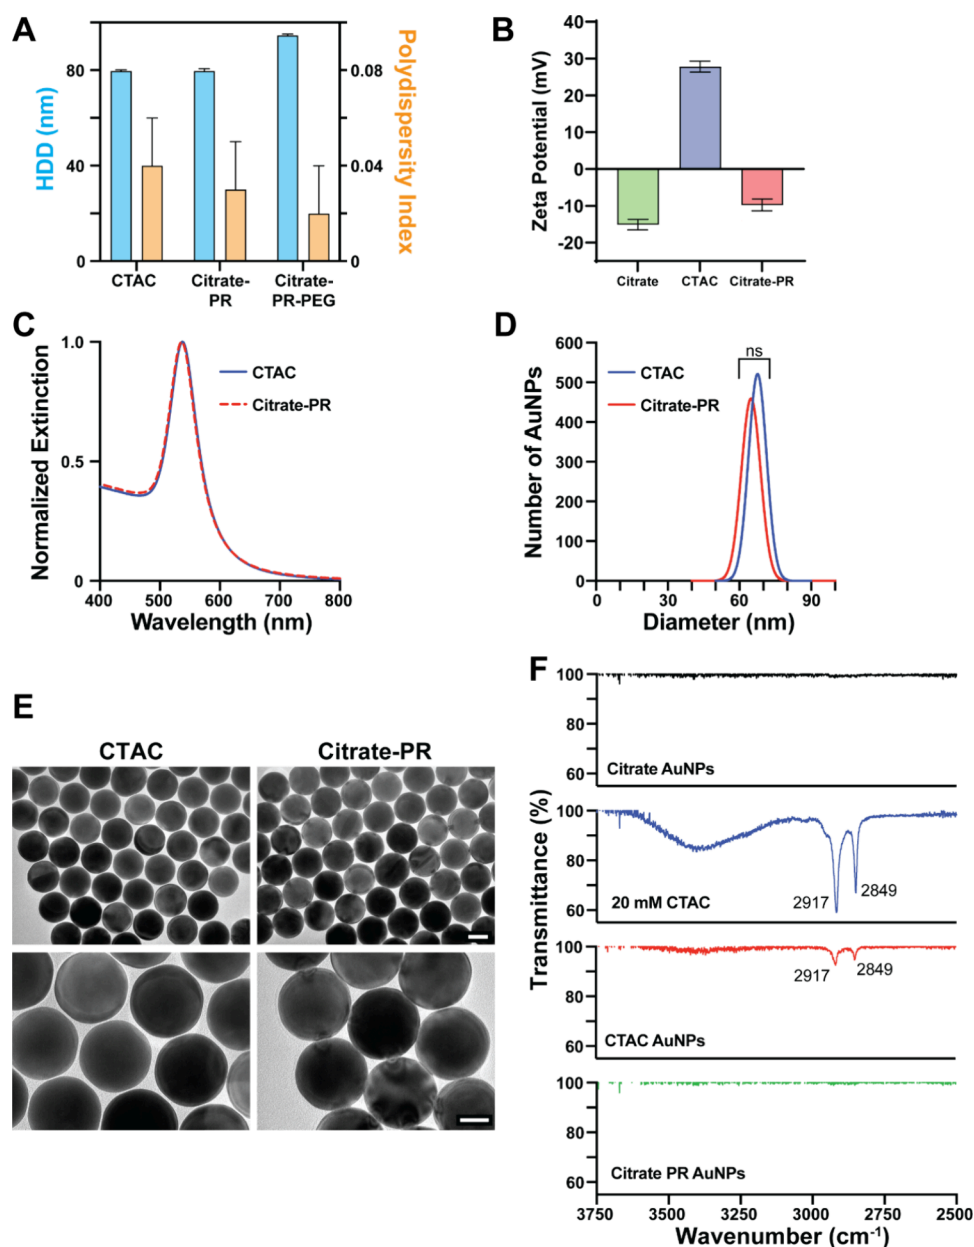 A
HDD (nm)
80
40
0
0.08
0.04
0
Polydispersity Index
CTAC
Citrate-
PR
Citrate-
PR-PEG
B
Zeta Potential (mV)
40
30
20
10
0
-10
-20
Citrate
CTAC
Citrate-PR
C
Normalized Extinction
1.0
0.5
0
CTAC
Citrate-PR
400
500
600
700
800
Wavelength (nm)
D
Number of AuNPs
600
500
400
300
200
100
0
ns
CTAC
Citrate-PR
0
30
60
90
Diameter (nm)
E
CTAC
Citrate-PR
F
Transmittance (%)
100
80
60
Citrate AuNPs
100
80
60
20 mM CTAC
2917
2849
100
80
60
CTAC AuNPs
2917
2849
100
80
60
Citrate PR AuNPs
3750
3500
3250
3000
2750
2500
Wavenumber (cm⁻¹)